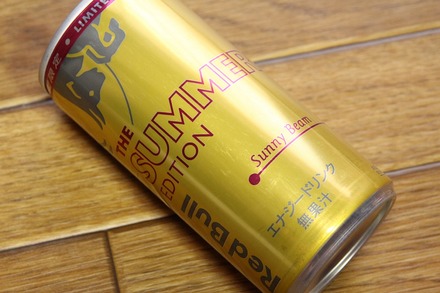 限定・LIMITE
THE
SUMMER
EDITION
Sunny Beam
エナジードリンク
無果汁
Red Bull